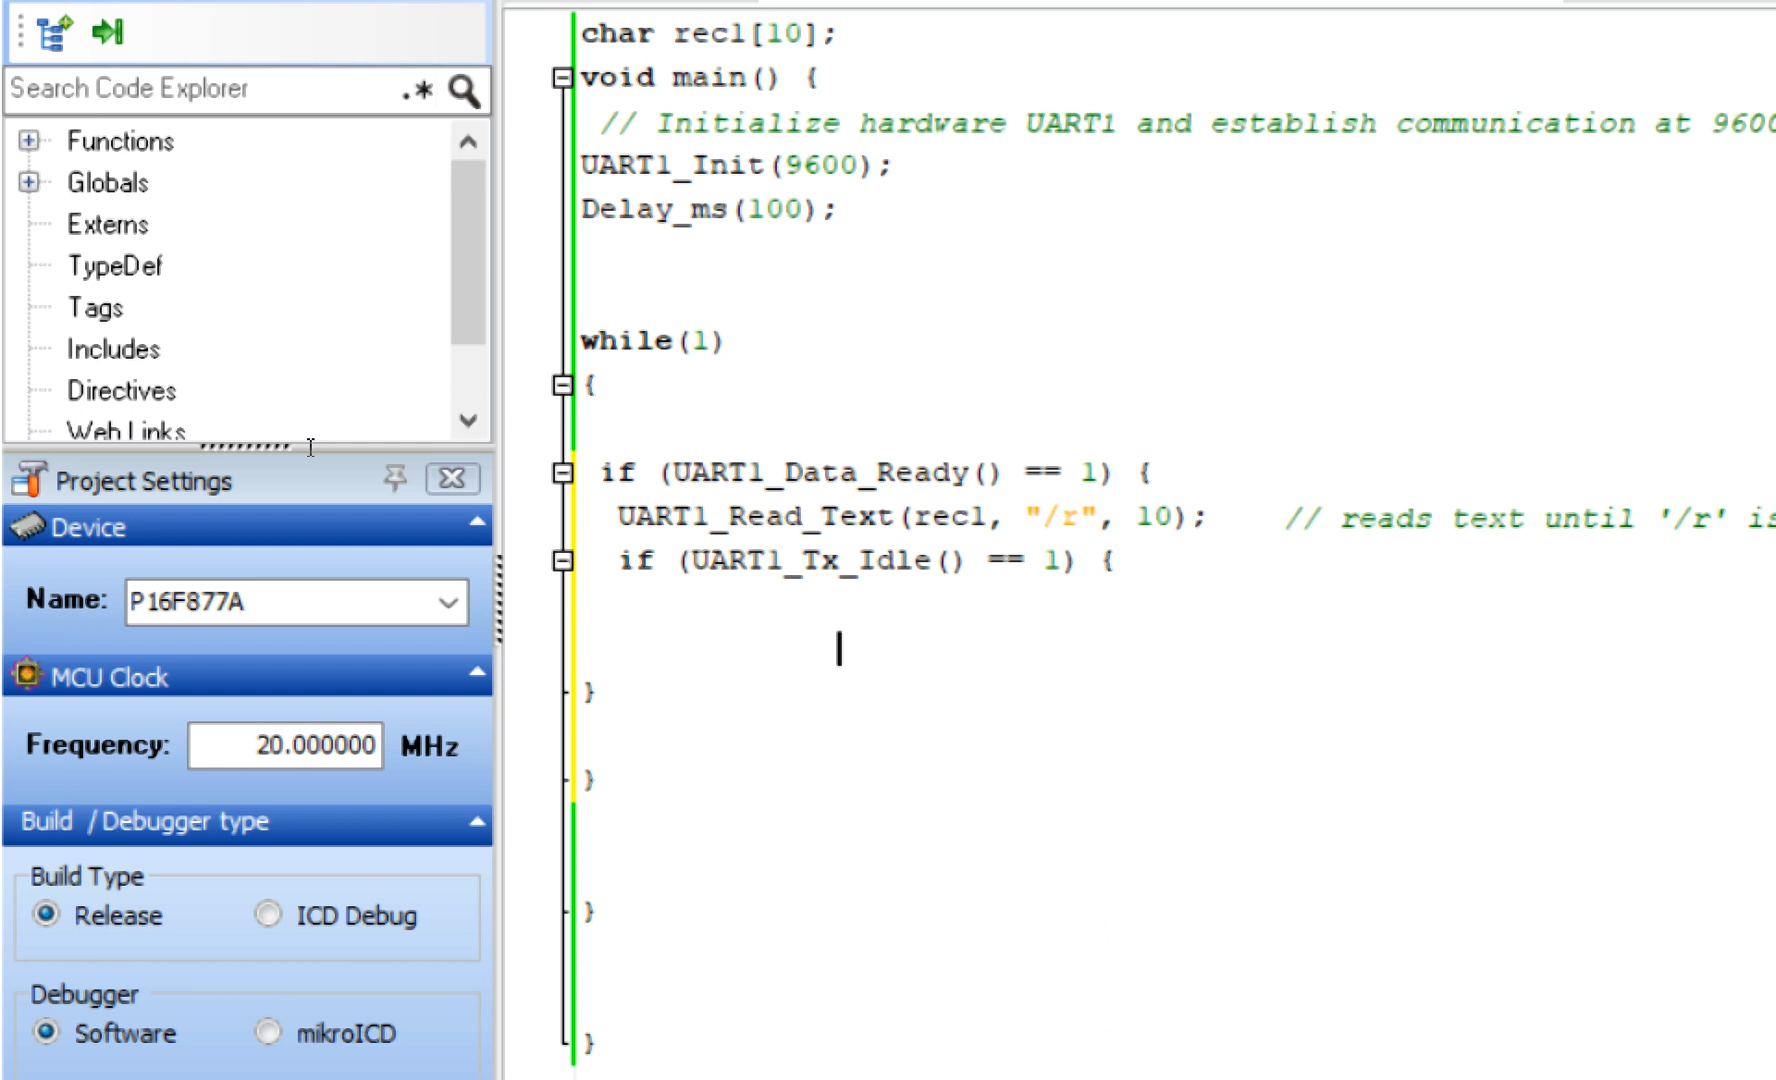 Search Code Explorer .*
Functions
Globals
Externs
TypeDef
Tags
Includes
Directives
Web Links
Project Settings
Device
Name: P16F877A
MCU Clock
Frequency: 20.000000 MHz
Build / Debugger type
Build Type
Release ICD Debug
Debugger
Software mikroICD
char rec1[10];
void main() {
// Initialize hardware UART1 and establish communication at 9600
UART1_Init(9600);
Delay_ms(100);
while(1)
{
if (UART1_Data_Ready() == 1) {
UART1_Read_Text(rec1, "/r", 10); // reads text until '/r' is
if (UART1_Tx_Idle() == 1) {
}
}
}
}